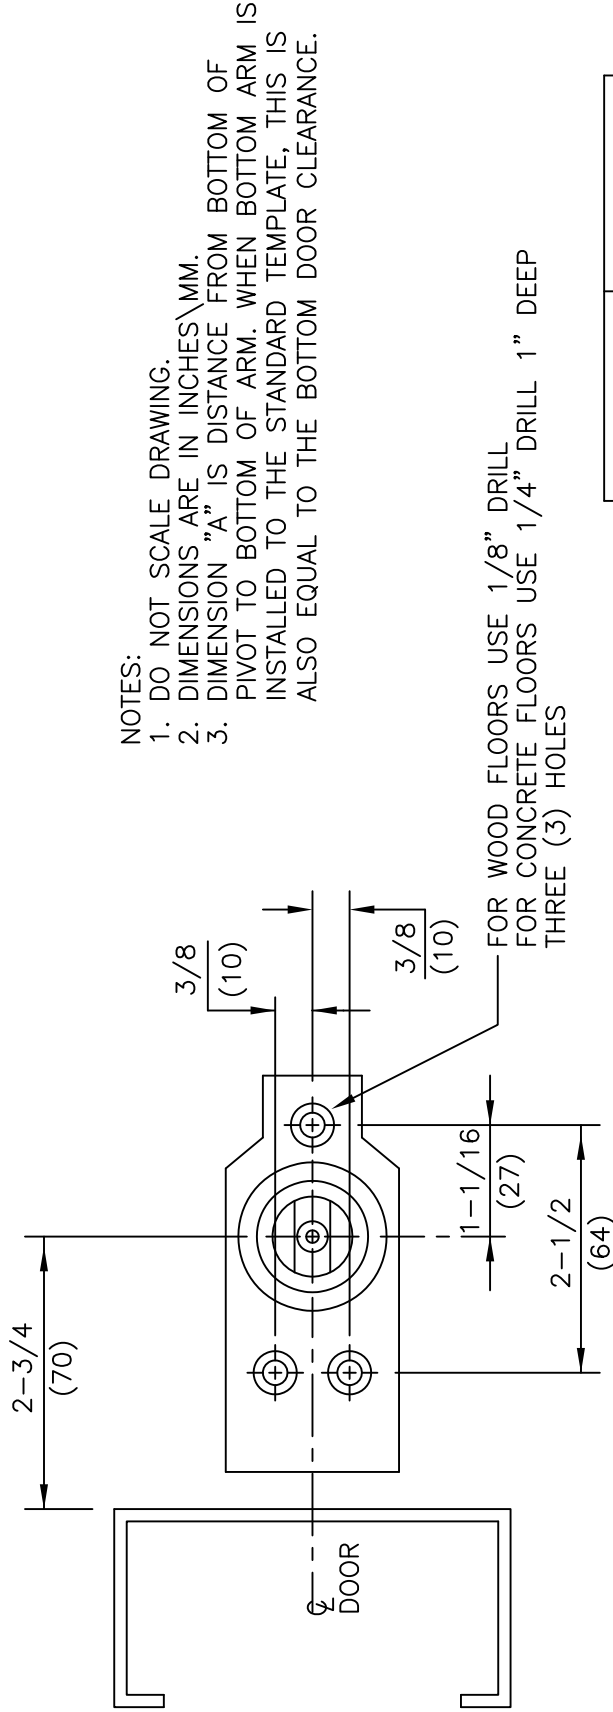 NOTES:
1. DO NOT SCALE DRAWING.
2. DIMENSIONS ARE IN INCHES\MM.
3. DIMENSION "A" IS DISTANCE FROM BOTTOM OF
PIVOT TO BOTTOM OF ARM. WHEN BOTTOM ARM IS
INSTALLED TO THE STANDARD TEMPLATE, THIS IS
ALSO EQUAL TO THE BOTTOM DOOR CLEARANCE.
2-3/4
(70)
3/8
(10)
3/8
(10)
FOR WOOD FLOORS USE 1/8" DRILL
FOR CONCRETE FLOORS USE 1/4" DRILL 1" DEEP
THREE (3) HOLES
1-1/16
(27)
2-1/2
(64)
℄
DOOR